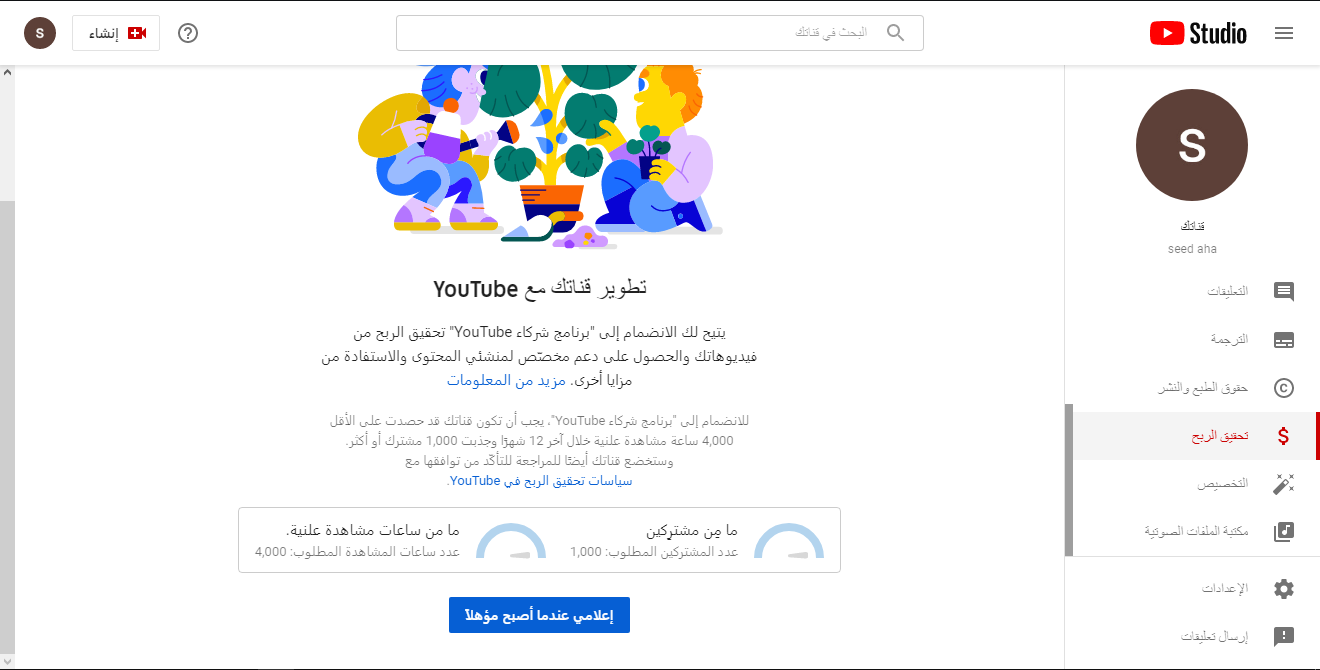 Studio
البحث في قناتك
إنشاء
S
S
قناتك
seed aha
التعليقات
الترجمة
حقوق الطبع والنشر
تحقيق الربح
التخصيص
مكتبة الملفات الصوتية
الإعدادات
إرسال تعليقات
تطوير قناتك مع YouTube
يتيح لك الانضمام إلى "برنامج شركاء YouTube" تحقيق الربح من
فيديوهاتك والحصول على دعم مخصّص لمنشئي المحتوى والاستفادة من
مزايا أخرى. مزيد من المعلومات
للانضمام إلى "برنامج شركاء YouTube"، يجب أن تكون قناتك قد حصدت على الأقل
4,000 ساعة مشاهدة علنية خلال آخر 12 شهرًا وجذبت 1,000 مشترك أو أكثر.
وستخضع قناتك أيضًا للمراجعة للتأكّد من توافقها مع
سياسات تحقيق الربح في YouTube.
ما مِن مشتركين
عدد المشتركين المطلوب: 1,000
ما من ساعات مشاهدة علنية.
عدد ساعات المشاهدة المطلوب: 4,000
إعلامي عندما أصبح مؤهلاً